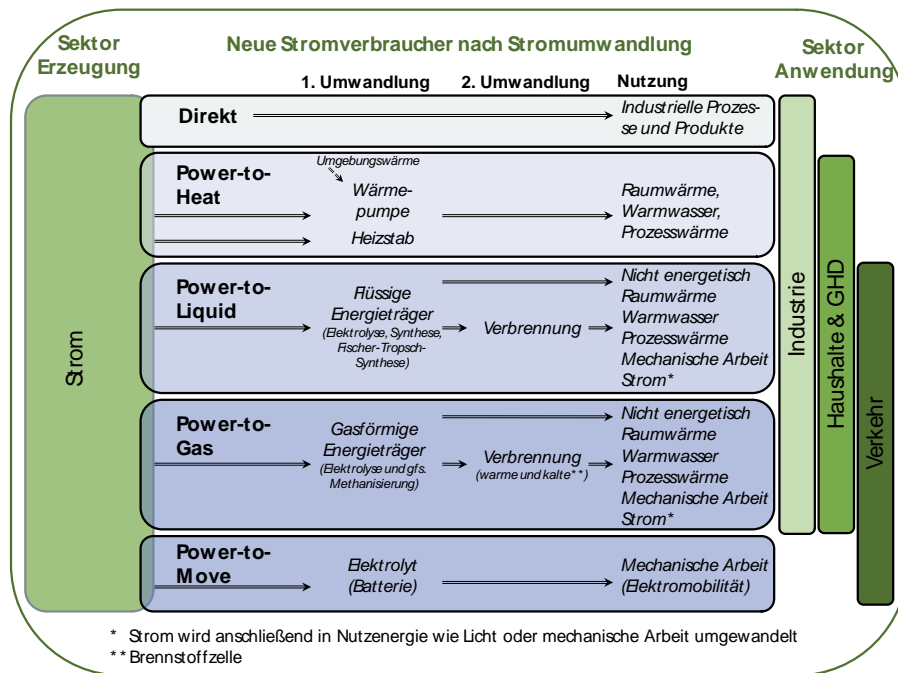 Sektor
Erzeugung
Neue Stromverbraucher nach Stromumwandlung
Sektor
Anwendung
1. Umwandlung
2. Umwandlung
Nutzung
Strom
Direkt
Industrielle Prozes-
se und Produkte
Power-to-
Heat
Umgebungswärme
Wärme-
pumpe
Heizstab
Raumwärme,
Warmwasser,
Prozesswärme
Power-to-
Liquid
Flüssige
Energieträger
(Elektrolyse, Synthese,
Fischer-Tropsch-
Synthese)
Verbrennung
Nicht energetisch
Raumwärme
Warmwasser
Prozesswärme
Mechanische Arbeit
Strom*
Power-to-
Gas
Gasförmige
Energieträger
(Elektrolyse und gfs.
Methanisierung)
Verbrennung
(warme und kalte**)
Nicht energetisch
Raumwärme
Warmwasser
Prozesswärme
Mechanische Arbeit
Strom*
Power-to-
Move
Elektrolyt
(Batterie)
Mechanische Arbeit
(Elektromobilität)
Industrie
Haushalte & GHD
Verkehr
* Strom wird anschließend in Nutzenergie wie Licht oder mechanische Arbeit umgewandelt
** Brennstoffzelle